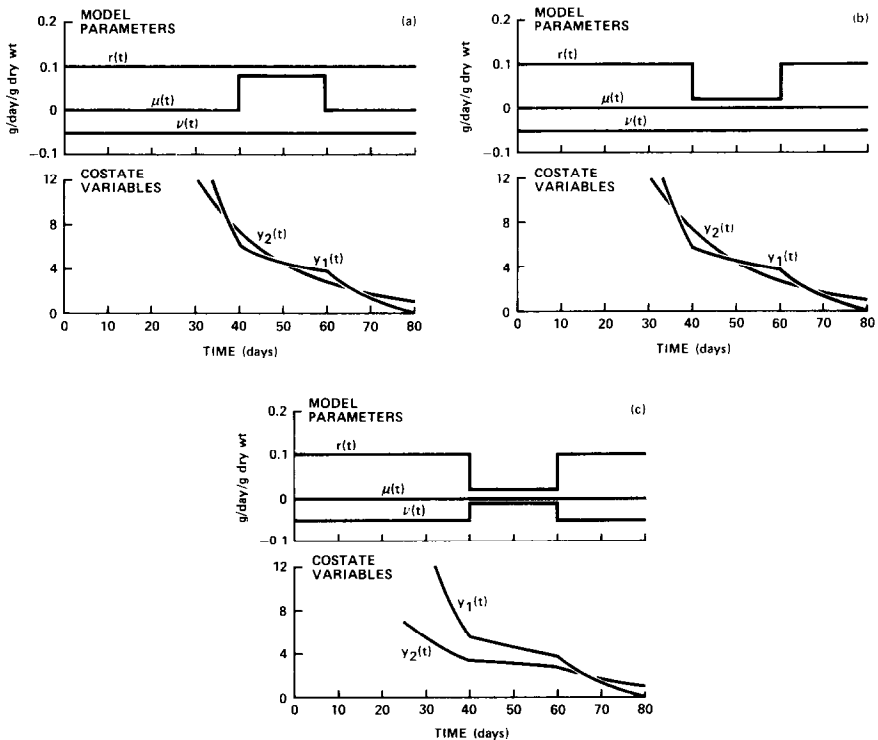 MODEL
PARAMETERS
(a)
g/day/g dry wt
0.2
0.1
0
−0.1
r(t)
μ(t)
ν(t)
COSTATE
VARIABLES
12
8
4
0
y2(t)
y1(t)
0 10 20 30 40 50 60 70 80
TIME (days)
MODEL
PARAMETERS
(b)
g/day/g dry wt
0.2
0.1
0
−0.1
r(t)
μ(t)
ν(t)
COSTATE
VARIABLES
12
8
4
0
y2(t)
y1(t)
0 10 20 30 40 50 60 70 80
TIME (days)
MODEL
PARAMETERS
(c)
g/day/g dry wt
0.2
0.1
0
−0.1
r(t)
μ(t)
ν(t)
COSTATE
VARIABLES
12
8
4
0
y1(t)
y2(t)
0 10 20 30 40 50 60 70 80
TIME (days)